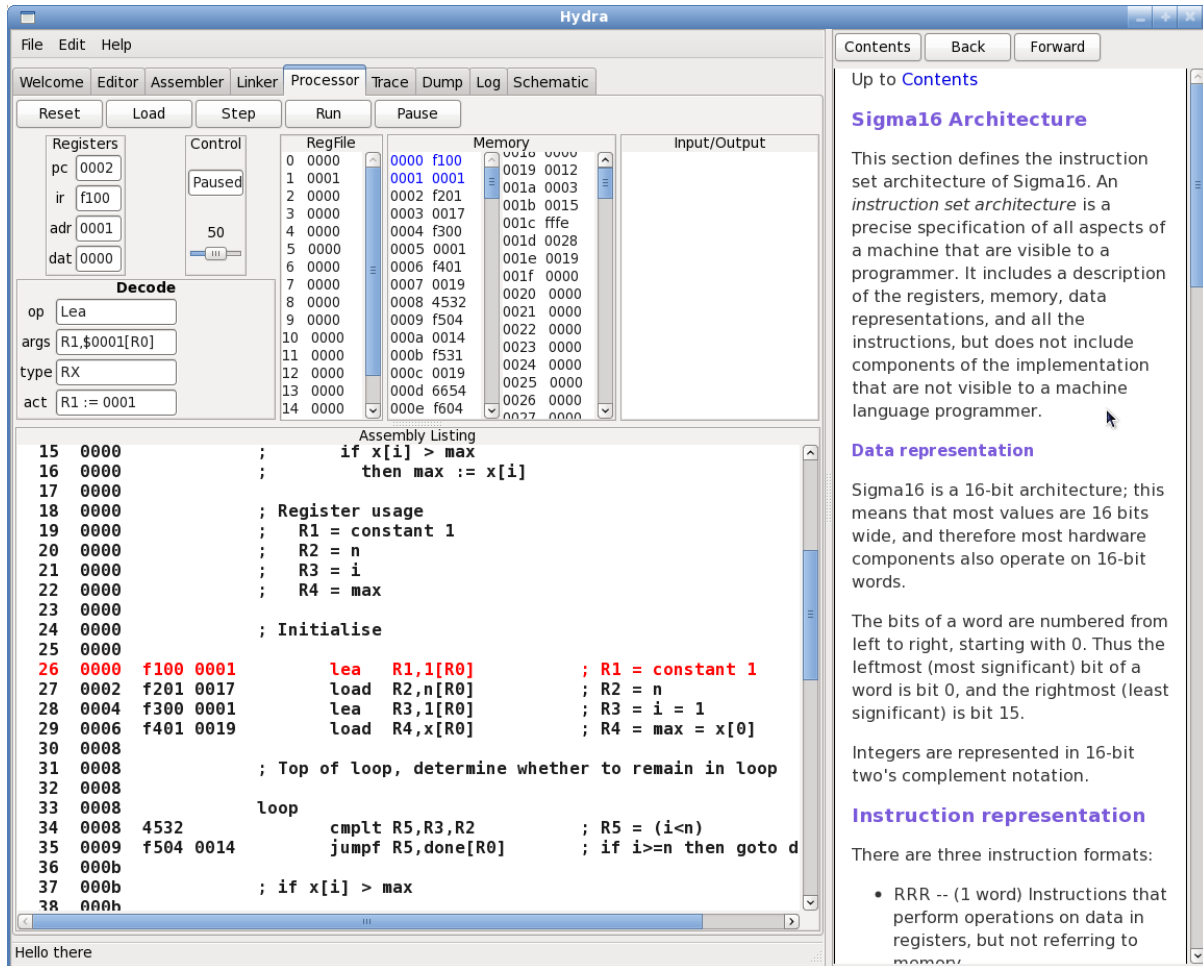 Hydra
File Edit Help
Welcome Editor Assembler Linker Processor Trace Dump Log Schematic
Reset Load Step Run Pause
Registers
pc 0002
ir f100
adr 0001
dat 0000
Control
Paused
50
Decode
op Lea
args R1,$0001[R0]
type RX
act R1 := 0001
RegFile
0 0000
1 0001
2 0000
3 0000
4 0000
5 0000
6 0000
7 0000
8 0000
9 0000
10 0000
11 0000
12 0000
13 0000
14 0000
Memory
0000 f100
0001 0001
0002 f201
0003 0017
0004 f300
0005 0001
0006 f401
0007 0019
0008 4532
0009 f504
000a 0014
000b f531
000c 0019
000d 6654
000e f604
0018 0000
0019 0012
001a 0003
001b 0015
001c fffe
001d 0028
001e 0019
001f 0000
0020 0000
0021 0000
0022 0000
0023 0000
0024 0000
0025 0000
0026 0000
0027 0000
Input/Output
Assembly Listing
15 0000 ; if x[i] > max
16 0000 ; then max := x[i]
17 0000
18 0000 ; Register usage
19 0000 ; R1 = constant 1
20 0000 ; R2 = n
21 0000 ; R3 = i
22 0000 ; R4 = max
23 0000
24 0000 ; Initialise
25 0000
26 0000 f100 0001 lea R1,1[R0] ; R1 = constant 1
27 0002 f201 0017 load R2,n[R0] ; R2 = n
28 0004 f300 0001 lea R3,1[R0] ; R3 = i = 1
29 0006 f401 0019 load R4,x[R0] ; R4 = max = x[0]
30 0008
31 0008 ; Top of loop, determine whether to remain in loop
32 0008
33 0008 loop
34 0008 4532 cmplt R5,R3,R2 ; R5 = (i<n)
35 0009 f504 0014 jumpf R5,done[R0] ; if i>=n then goto d
36 000b
37 000b ; if x[i] > max
38 000b
Hello there
Contents Back Forward
Up to Contents
Sigma16 Architecture
This section defines the instruction
set architecture of Sigma16. An
instruction set architecture is a
precise specification of all aspects of
a machine that are visible to a
programmer. It includes a description
of the registers, memory, data
representations, and all the
instructions, but does not include
components of the implementation
that are not visible to a machine
language programmer.
Data representation
Sigma16 is a 16-bit architecture; this
means that most values are 16 bits
wide, and therefore most hardware
components also operate on 16-bit
words.
The bits of a word are numbered from
left to right, starting with 0. Thus the
leftmost (most significant) bit of a
word is bit 0, and the rightmost (least
significant) is bit 15.
Integers are represented in 16-bit
two's complement notation.
Instruction representation
There are three instruction formats:
• RRR -- (1 word) Instructions that
perform operations on data in
registers, but not referring to
memory.